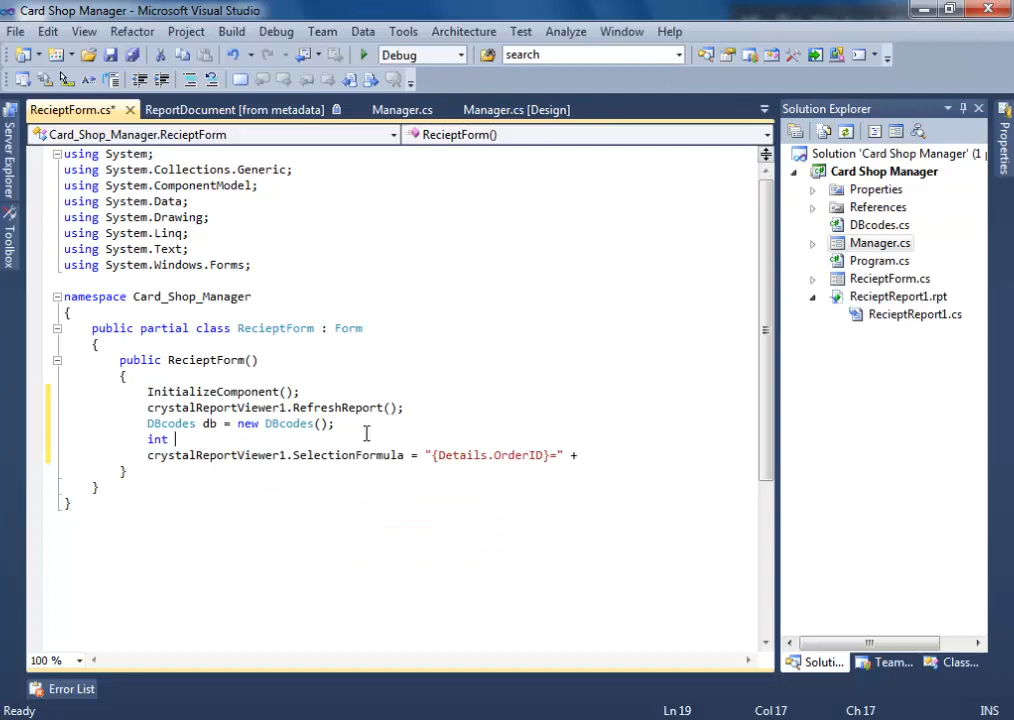 Card Shop Manager - Microsoft Visual Studio
File Edit View Refactor Project Build Debug Team Data Tools Architecture Test Analyze Window Help
Debug search
RecieptForm.cs* ReportDocument [from metadata] Manager.cs Manager.cs [Design]
Card_Shop_Manager.RecieptForm RecieptForm()
using System;
using System.Collections.Generic;
using System.ComponentModel;
using System.Data;
using System.Drawing;
using System.Linq;
using System.Text;
using System.Windows.Forms;
namespace Card_Shop_Manager
{
public partial class RecieptForm : Form
{
public RecieptForm()
{
InitializeComponent();
crystalReportViewer1.RefreshReport();
DBcodes db = new DBcodes();
int
crystalReportViewer1.SelectionFormula = "{Details.OrderID}=" +
}
}
}
100 %
Server Explorer
Toolbox
Solution Explorer
Solution 'Card Shop Manager' (1 p
Card Shop Manager
Properties
References
DBcodes.cs
Manager.cs
Program.cs
RecieptForm.cs
RecieptReport1.rpt
RecieptReport1.cs
Soluti... Team... Class...
Properties
Error List
Ready Ln 19 Col 17 Ch 17 INS